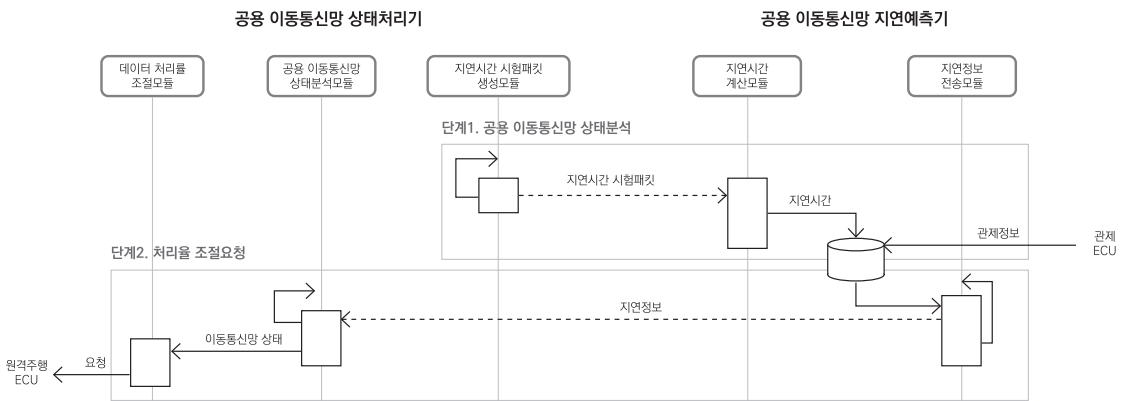 공용 이동통신망 상태처리기
공용 이동통신망 지연예측기
데이터 처리률
조절모듈
공용 이동통신망
상태분석모듈
지연시간 시험패킷
생성모듈
지연시간
계산모듈
지연정보
전송모듈
단계1. 공용 이동통신망 상태분석
지연시간 시험패킷
지연시간
관제정보
관제
ECU
단계2. 처리율 조절요청
지연정보
이동통신망 상태
요청
원격주행
ECU